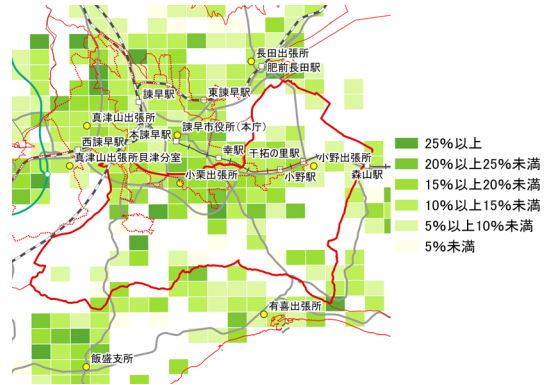 長田出張所
肥前長田駅
諫早駅
東諫早駅
真津山出張所
本諫早駅
諫早市役所(本庁)
西諫早駅
幸駅
干拓の里駅
小野出張所
真津山出張所貝津分室
小栗出張所
小野駅
森山駅
有喜出張所
飯盛支所
25%以上
20%以上25%未満
15%以上20%未満
10%以上15%未満
5%以上10%未満
5%未満